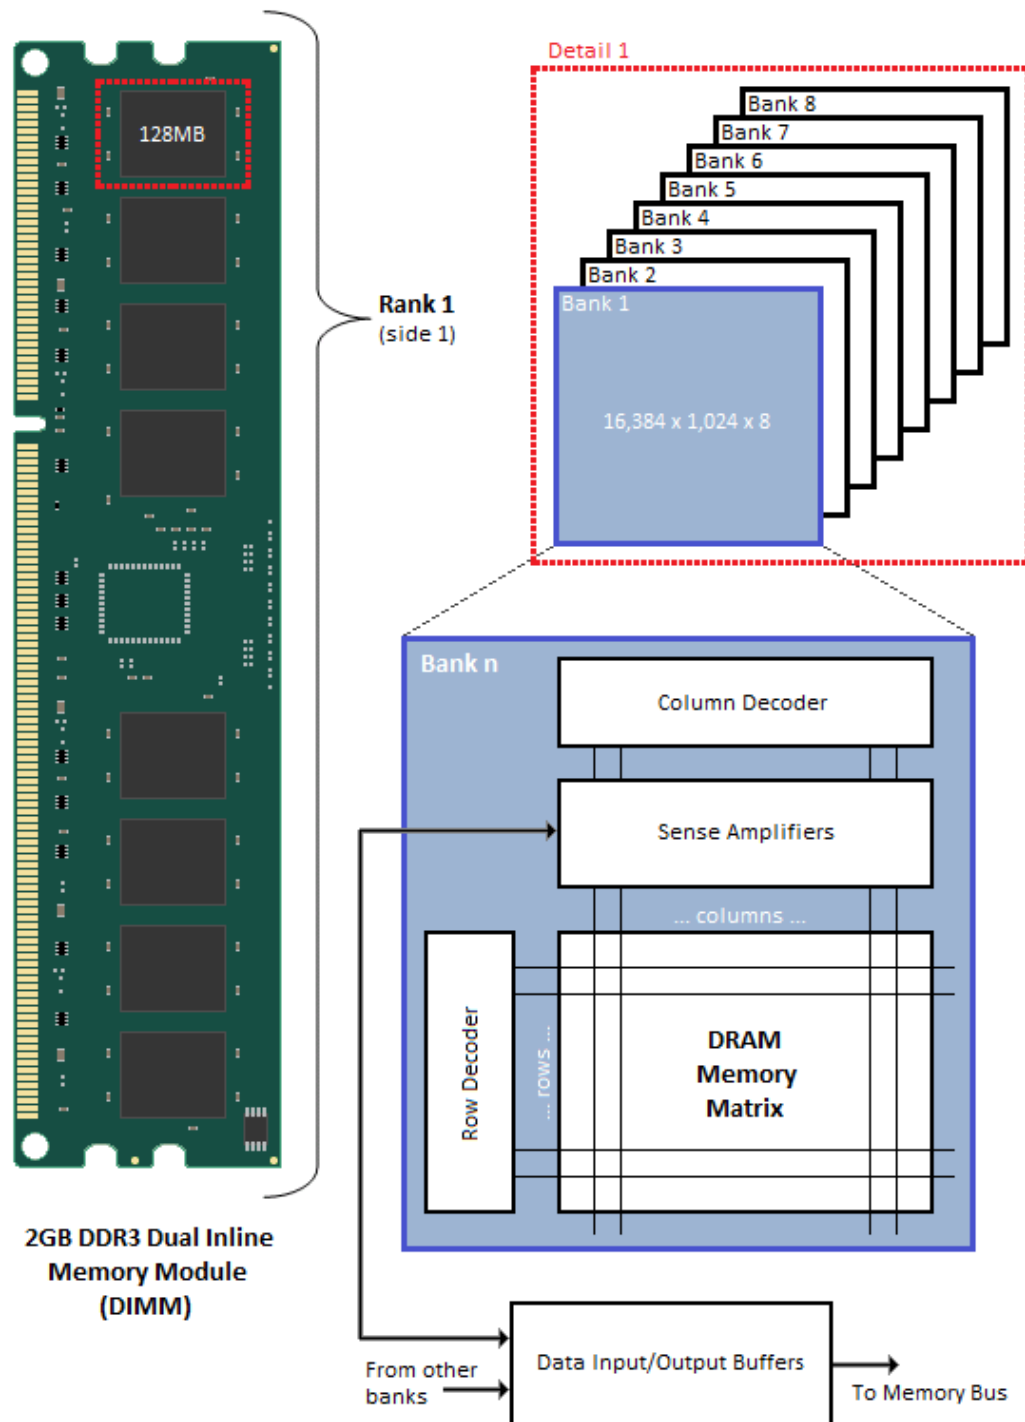 128MB
Rank 1
(side 1)
2GB DDR3 Dual Inline
Memory Module
(DIMM)
Detail 1
Bank 8
Bank 7
Bank 6
Bank 5
Bank 4
Bank 3
Bank 2
Bank 1
16,384 x 1,024 x 8
Bank n
Column Decoder
Sense Amplifiers
... columns ...
Row Decoder
... rows ...
DRAM
Memory
Matrix
From other
banks
Data Input/Output Buffers
To Memory Bus